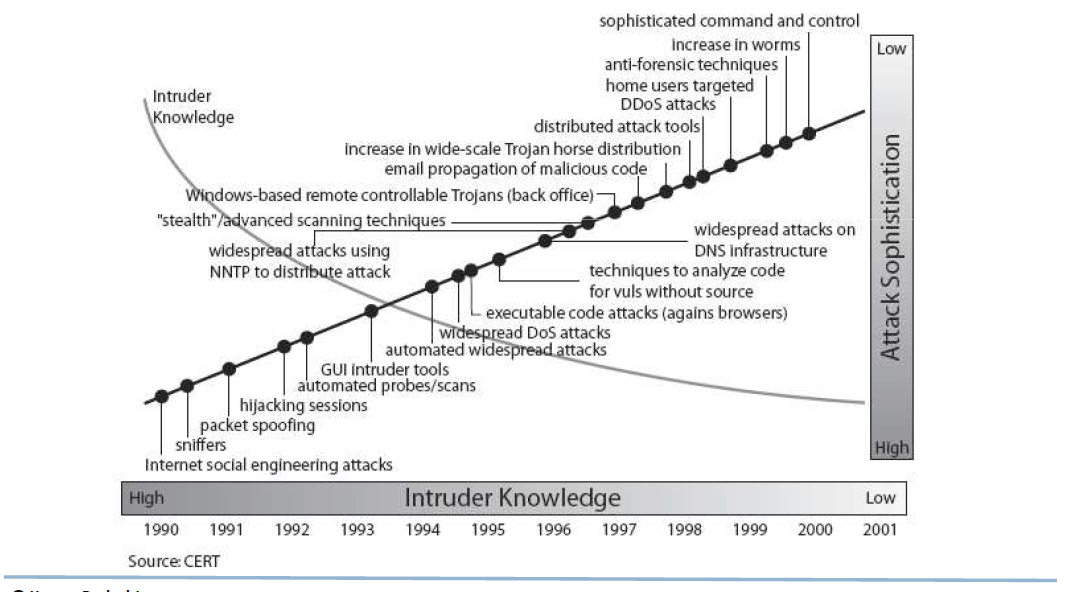 sophisticated command and control
increase in worms
anti-forensic techniques
home users targeted
DDoS attacks
distributed attack tools
increase in wide-scale Trojan horse distribution
email propagation of malicious code
Windows-based remote controllable Trojans (back office)
"stealth"/advanced scanning techniques
widespread attacks using
NNTP to distribute attack
Intruder
Knowledge
widespread attacks on
DNS infrastructure
techniques to analyze code
for vuls without source
executable code attacks (agains browsers)
widespread DoS attacks
automated widespread attacks
GUI intruder tools
automated probes/scans
hijacking sessions
packet spoofing
sniffers
Internet social engineering attacks
Low
Attack Sophistication
High
High Intruder Knowledge Low
1990 1991 1992 1993 1994 1995 1996 1997 1998 1999 2000 2001
Source: CERT